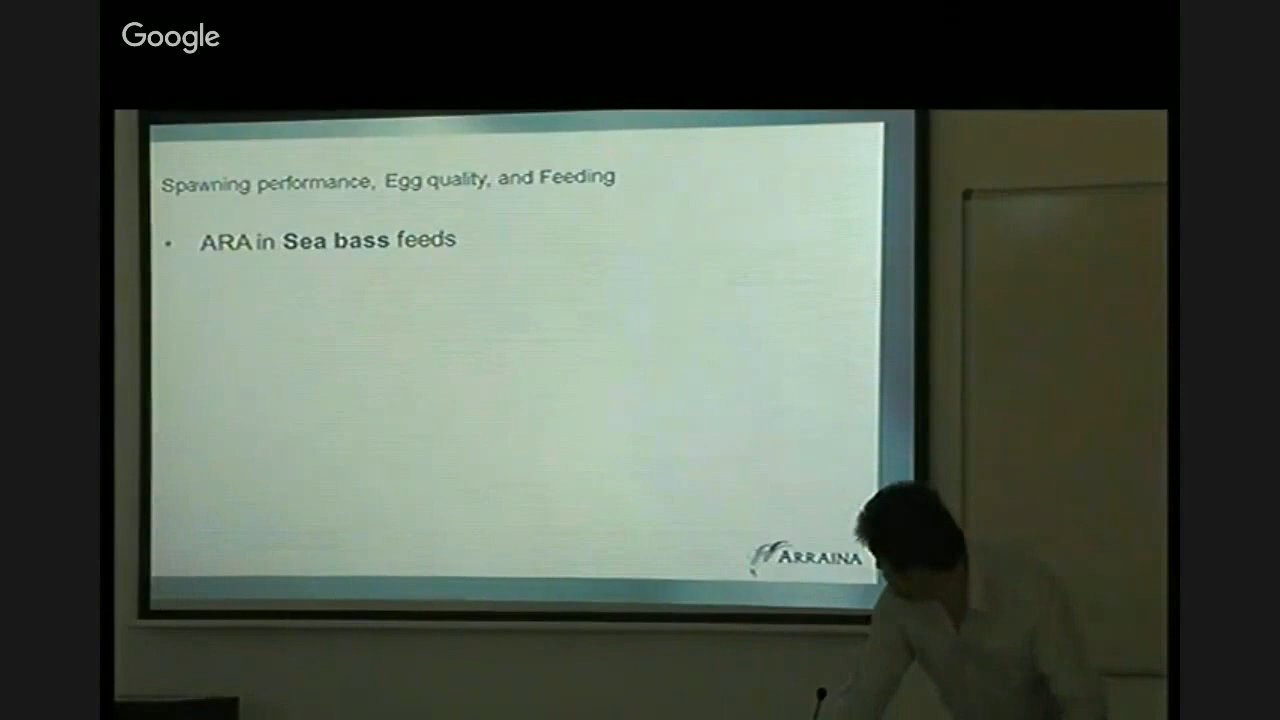 Google
Spawning performance, Egg quality, and Feeding
• ARA in Sea bass feeds
ARRAINA